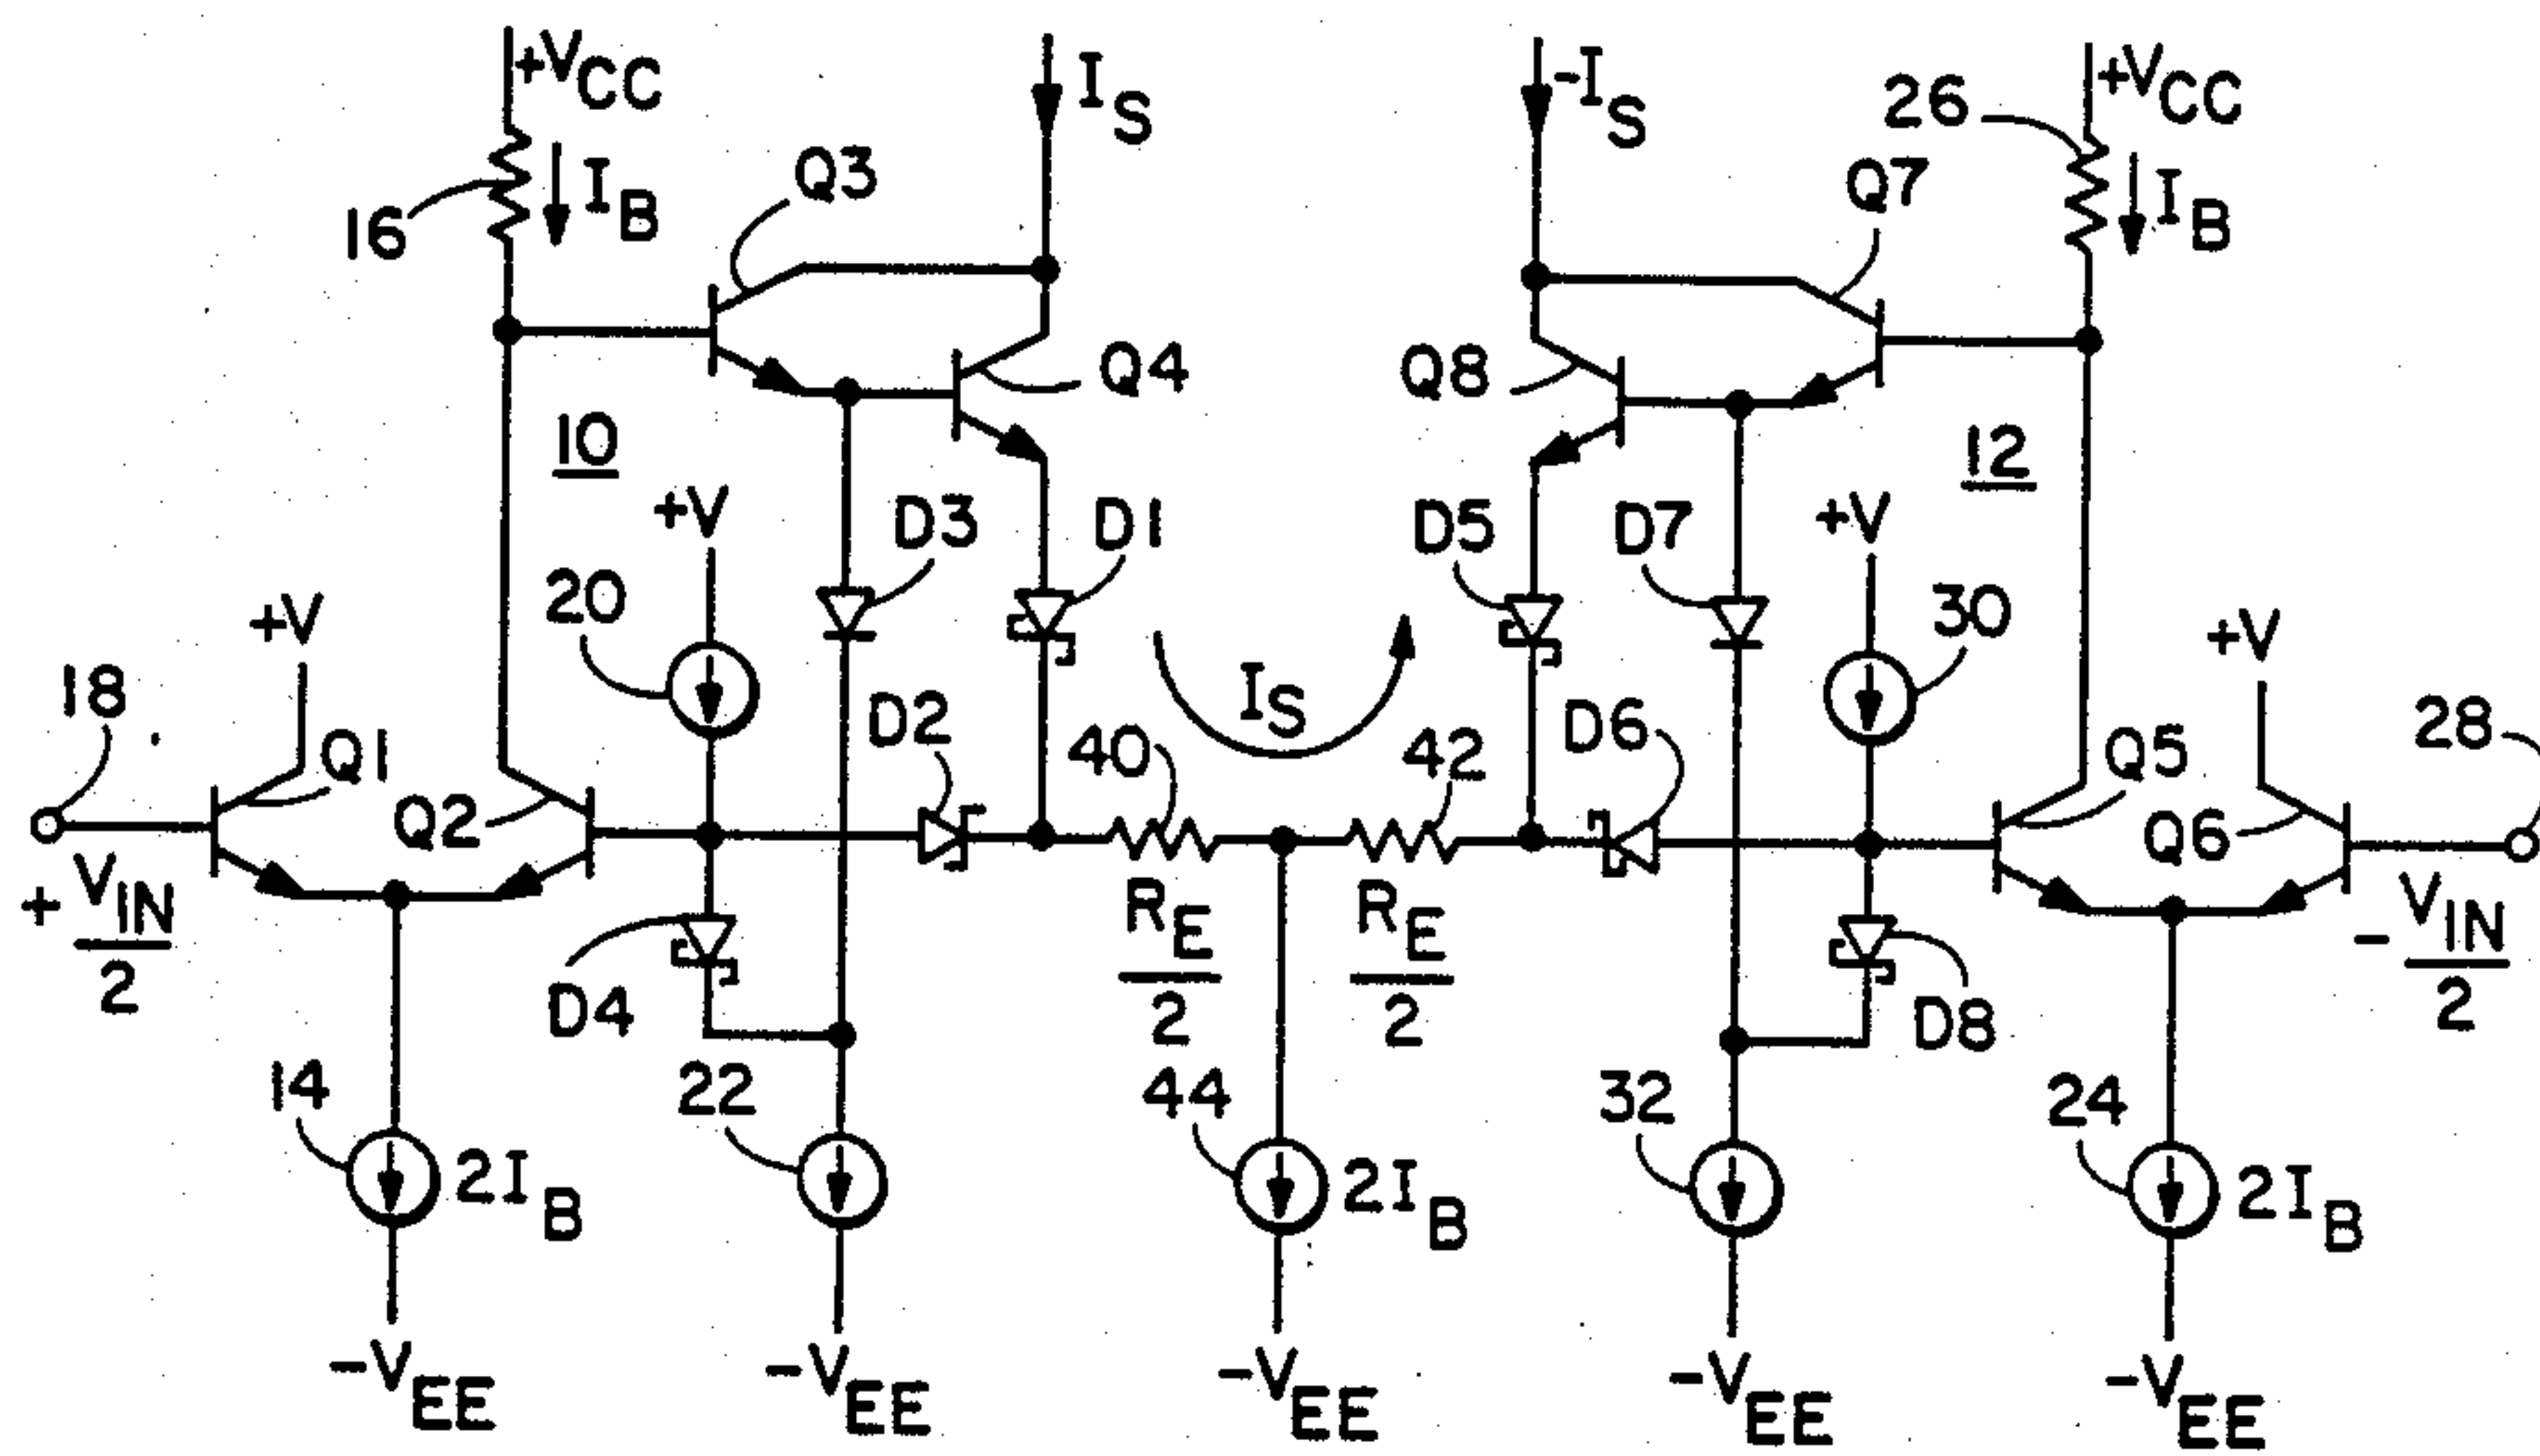 +VCC
IS
-IS
26
+VCC
16
IB
Q3
Q7
IB
Q4
Q8
10
12
+V
D3
D1
D5
D7
+V
20
30
+V
+V
18
Q1
Q2
D2
40
IS
42
D6
Q5
Q6
28
+ VIN/2
D4
RE/2
RE/2
D8
- VIN/2
14
2IB
22
44
2IB
32
24
2IB
-VEE
-VEE
-VEE
-VEE
-VEE